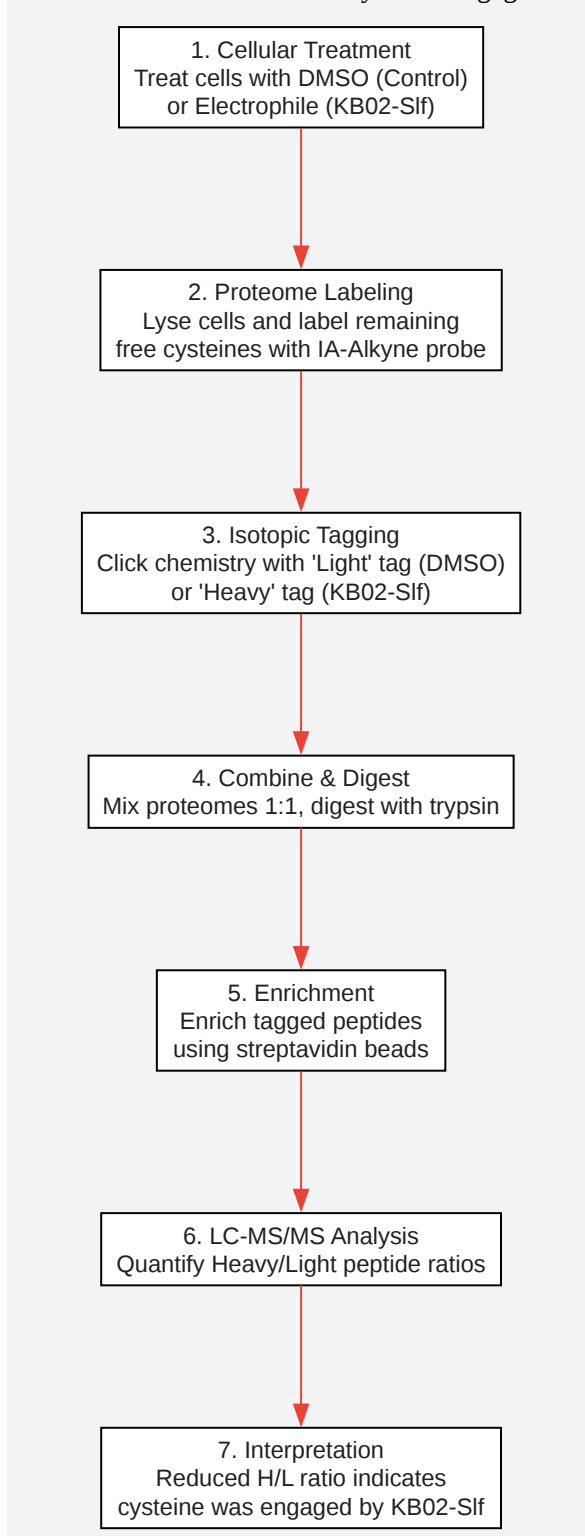 1. Cellular Treatment
Treat cells with DMSO (Control)
or Electrophile (KB02-Slf)
2. Proteome Labeling
Lyse cells and label remaining
free cysteines with IA-Alkyne probe
3. Isotopic Tagging
Click chemistry with 'Light' tag (DMSO)
or 'Heavy' tag (KB02-Slf)
4. Combine & Digest
Mix proteomes 1:1, digest with trypsin
5. Enrichment
Enrich tagged peptides
using streptavidin beads
6. LC-MS/MS Analysis
Quantify Heavy/Light peptide ratios
7. Interpretation
Reduced H/L ratio indicates
cysteine was engaged by KB02-Slf